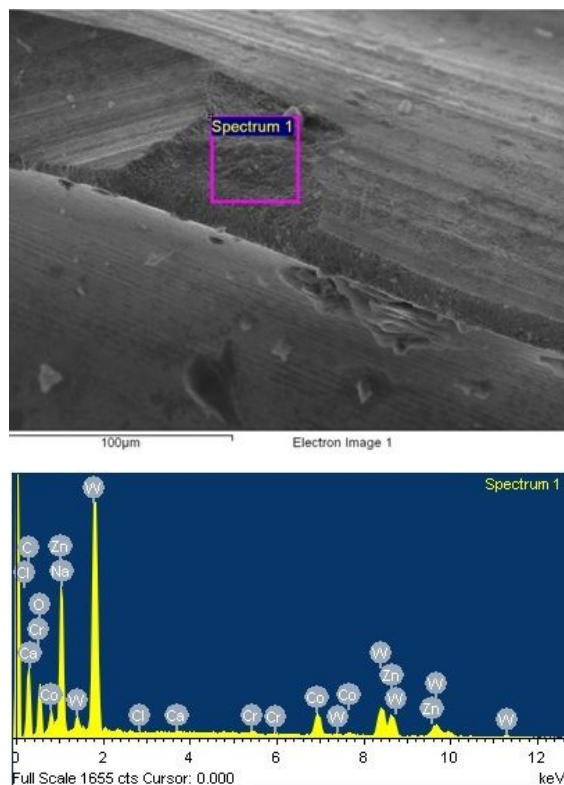 Spectrum 1
100µm Electron Image 1
Spectrum 1
W
C Zn
Cl Na
O
Cr
Ca
Co W Cl Ca Cr Cr Co W Co W Zn W W Zn W
0 2 4 6 8 10 12
Full Scale 1655 cts Cursor: 0.000 keV